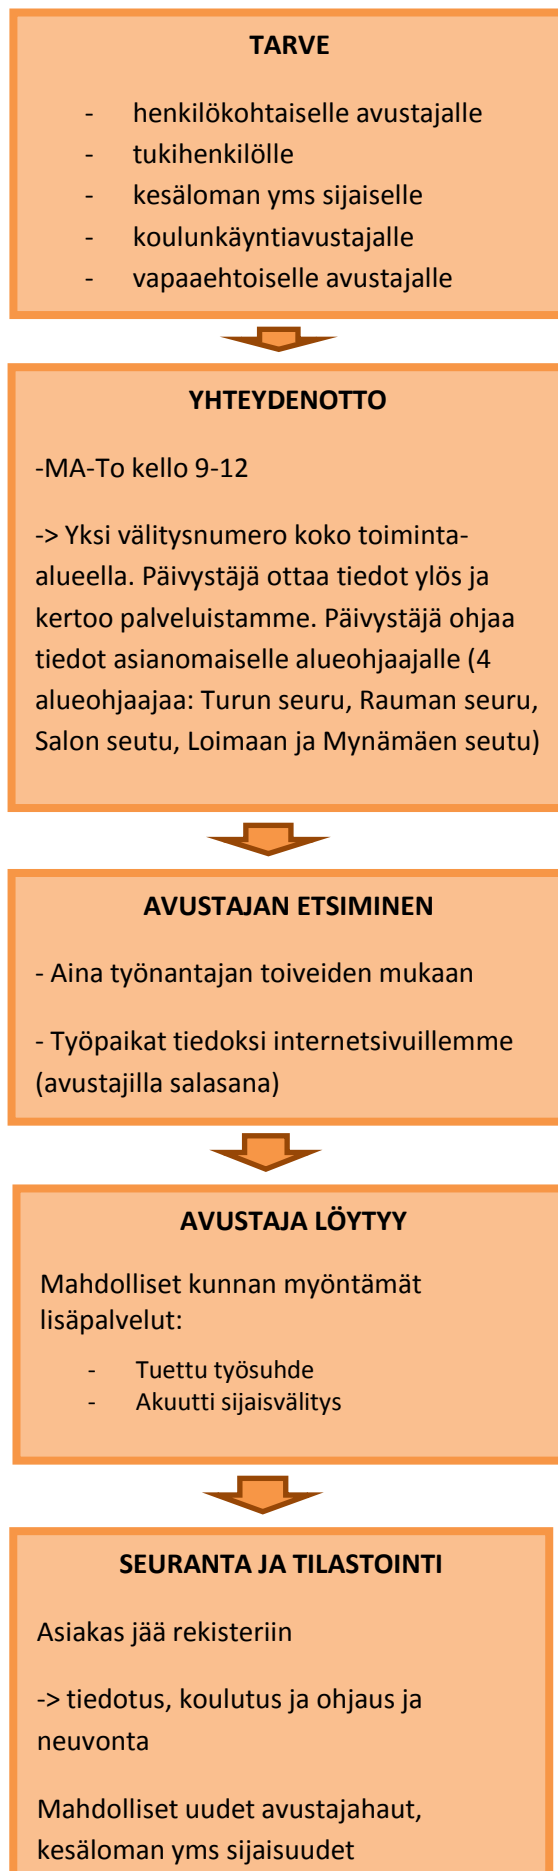 TARVE
- henkilökohtaiselle avustajalle
- tukihenkilölle
- kesäloman yms sijaiselle
- koulunkäyntiavustajalle
- vapaaehtoiselle avustajalle
YHTEYDENOTTO
-MA-To kello 9-12
-> Yksi välitysnumero koko toiminta-
alueella. Päivystäjä ottaa tiedot ylös ja
kertoo palveluistamme. Päivystäjä ohjaa
tiedot asianomaiselle alueohjaajalle (4
alueohjaajaa: Turun seuru, Rauman seuru,
Salon seutu, Loimaan ja Mynämäen seutu)
AVUSTAJAN ETSIMINEN
- Aina työnantajan toiveiden mukaan
- Työpaikat tiedoksi internetsivuillemme
(avustajilla salasana)
AVUSTAJA LÖYTYY
Mahdolliset kunnan myöntämät
lisäpalvelut:
- Tuettu työsuhde
- Akuutti sijaisvälitys
SEURANTA JA TILASTOINTI
Asiakas jää rekisteriin
-> tiedotus, koulutus ja ohjaus ja
neuvonta
Mahdolliset uudet avustajahaut,
kesäloman yms sijaisuudet